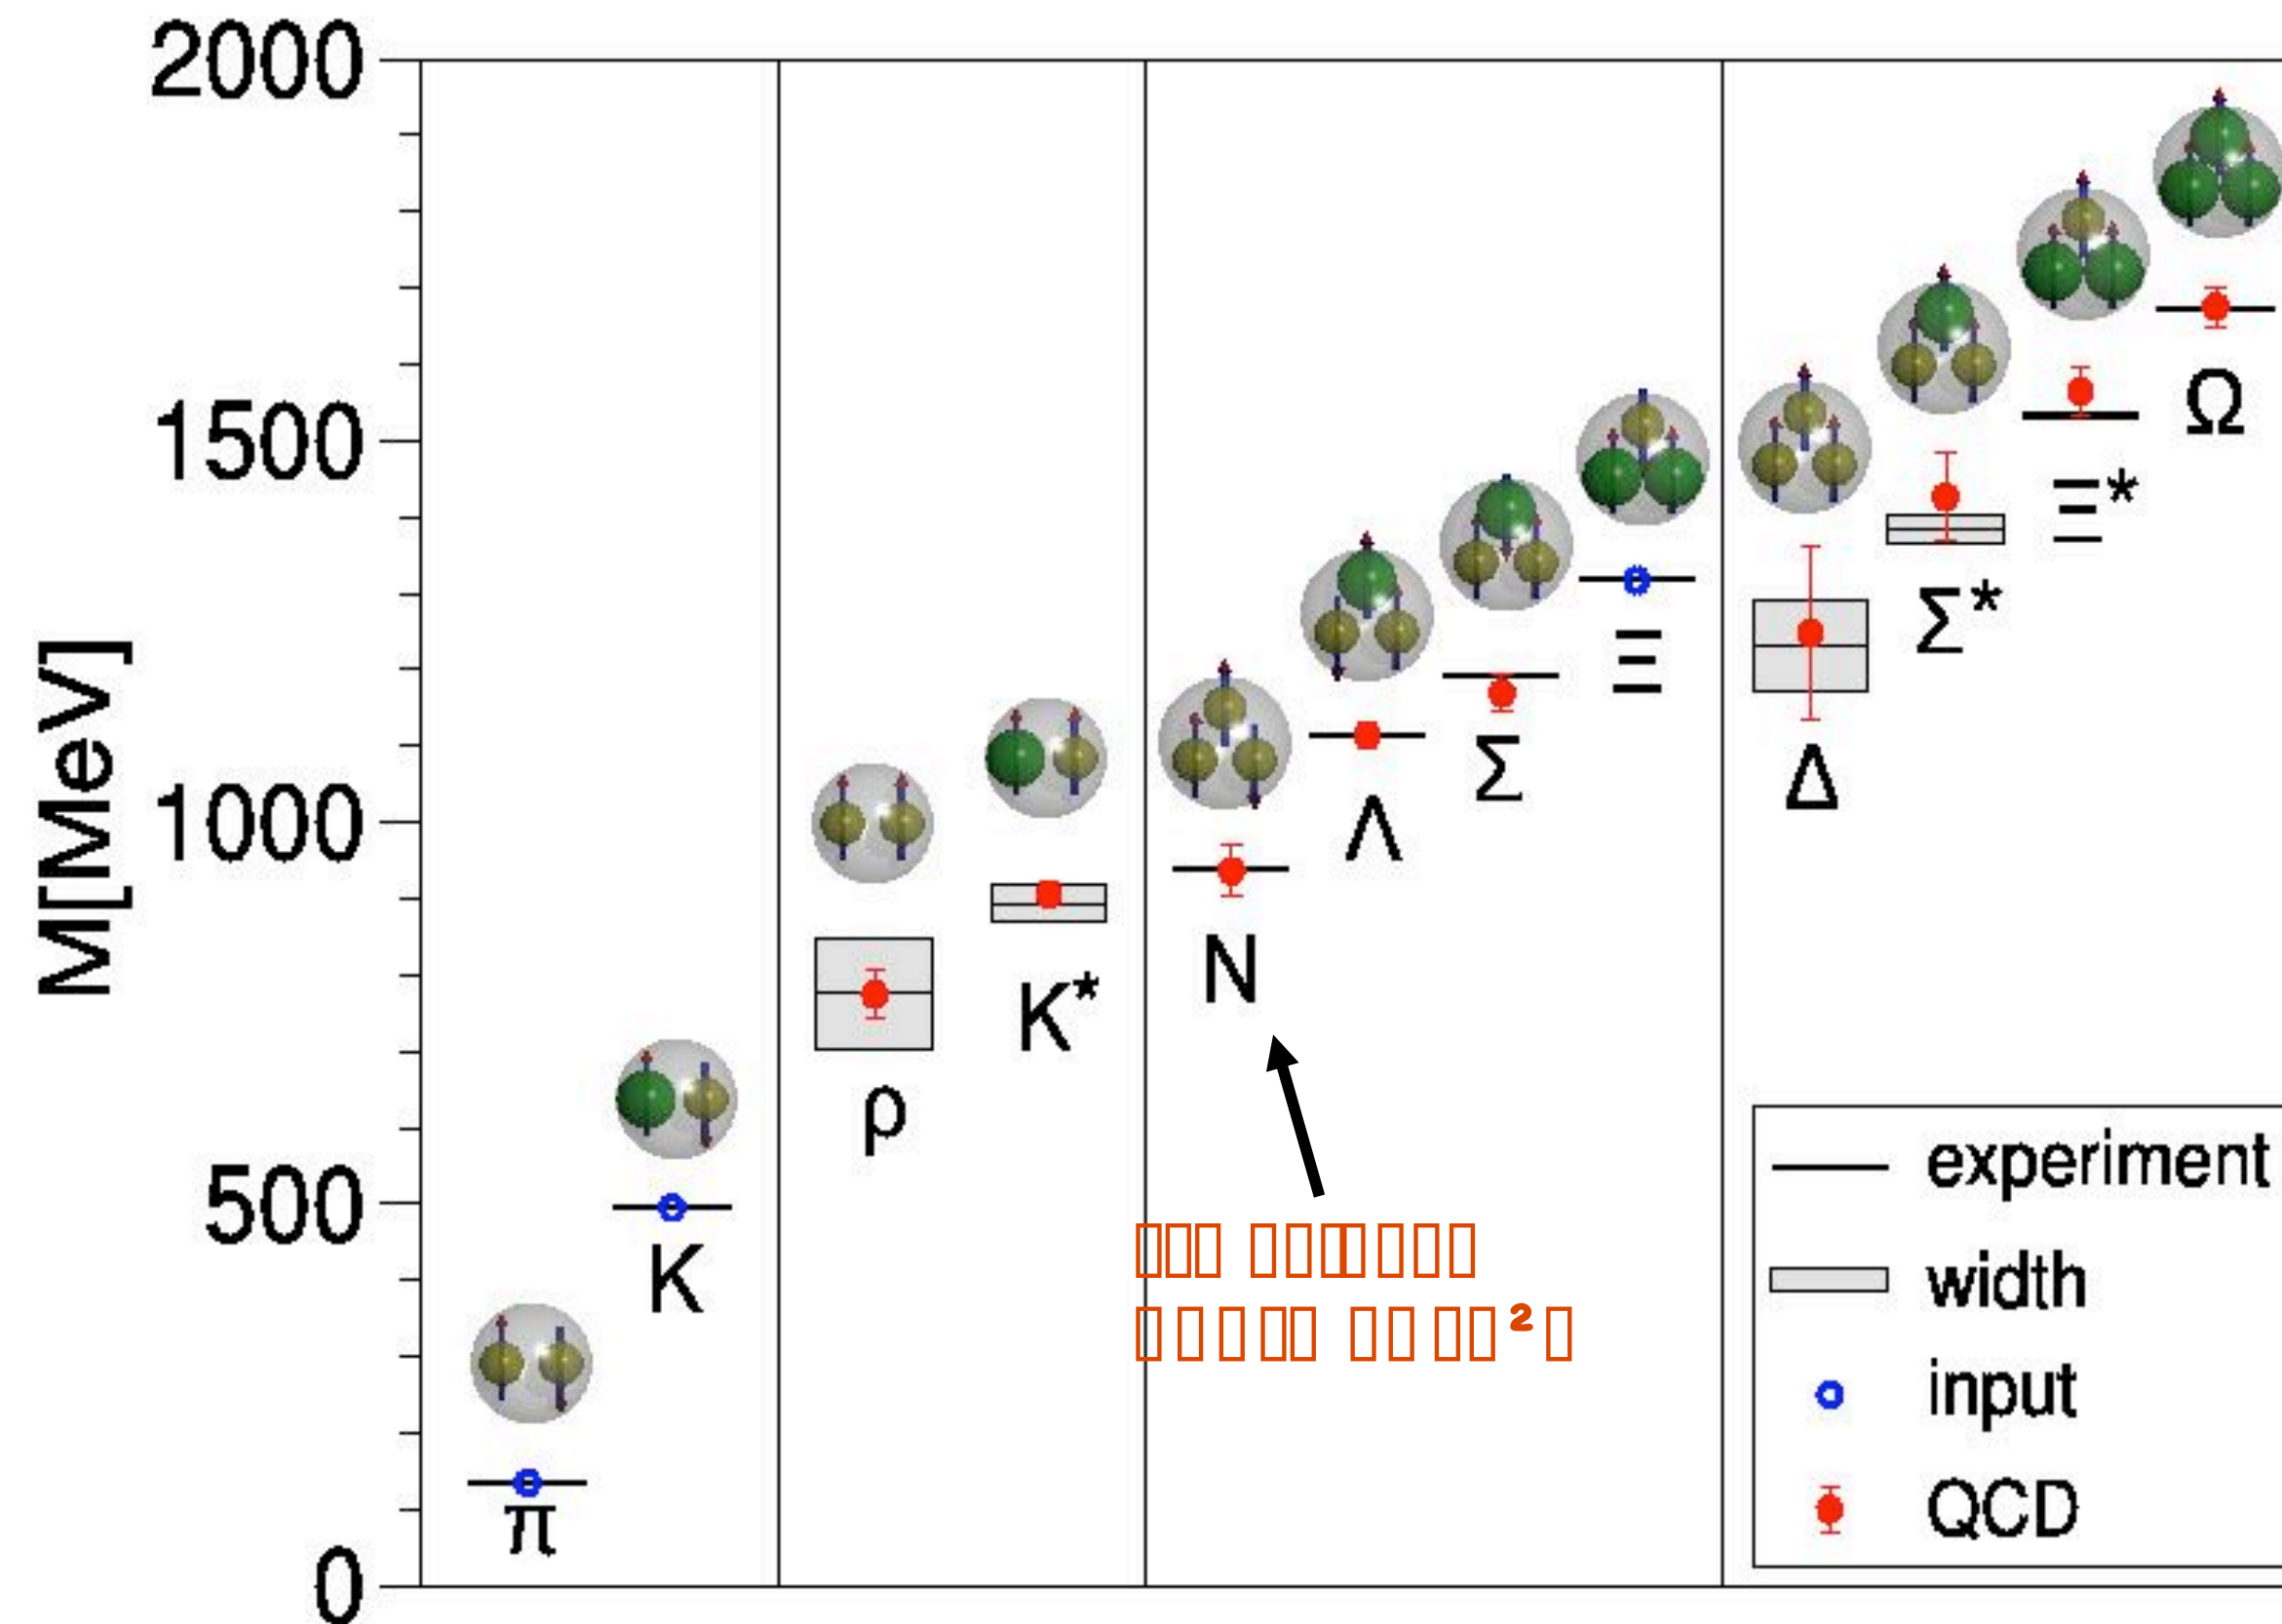 2000
1500
1000
500
0
M[MeV]
π
K
ρ
K*
N
Λ
Σ
Ξ
Δ
Σ*
Ξ*
Ω
experiment
width
input
QCD